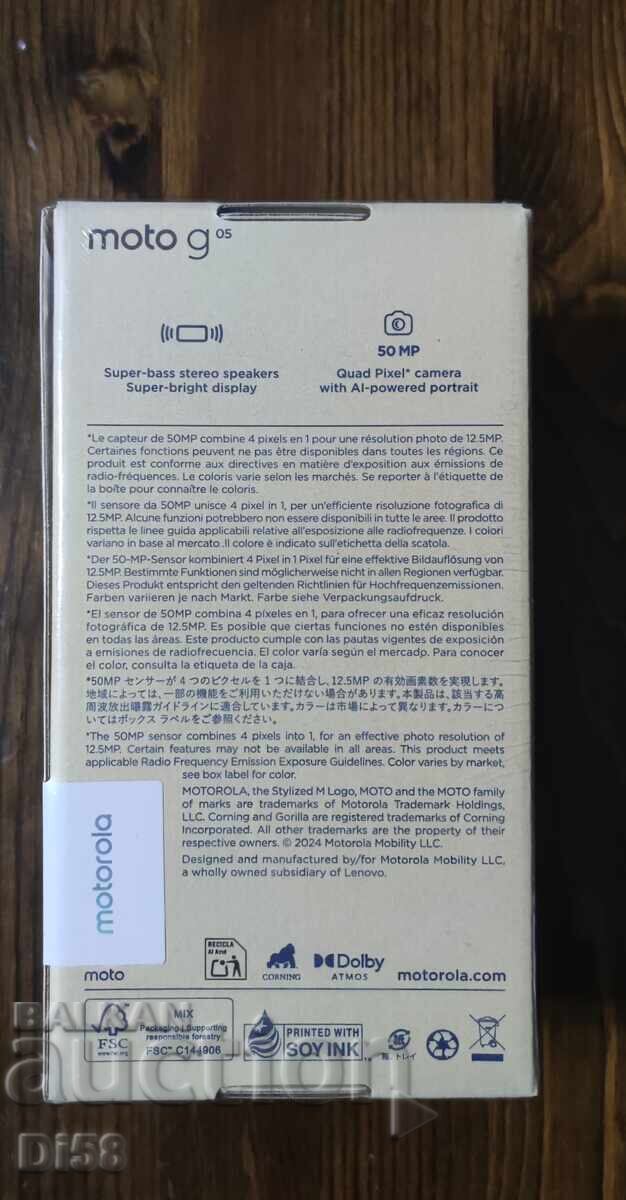 moto g 05
50 MP
Super-bass stereo speakers
Super-bright display
Quad Pixel* camera
with AI-powered portrait
*Le capteur de 50MP combine 4 pixels en 1 pour une résolution photo de 12.5MP.
Certaines fonctions peuvent ne pas être disponibles dans toutes les régions. Ce
produit est conforme aux directives en matière d'exposition aux émissions de
radio-fréquences. Le coloris varie selon les marchés. Se reporter à l'étiquette de
la boîte pour connaître le coloris.
*Il sensore da 50MP unisce 4 pixel in 1, per un'efficiente risoluzione fotografica di
12.5MP. Alcune funzioni potrebbero non essere disponibili in tutte le aree. Il prodotto
rispetta le linee guida applicabili relative all'esposizione alle radiofrequenze. I colori
variano in base al mercato .Il colore è indicato sull'etichetta della scatola.
*Der 50-MP-Sensor kombiniert 4 Pixel in 1 Pixel für eine effektive Bildauflösung von
12.5MP. Bestimmte Funktionen sind möglicherweise nicht in allen Regionen verfügbar.
Dieses Produkt entspricht den geltenden Richtlinien für Hochfrequenzemissionen.
Farben variieren je nach Markt. Farbe siehe Verpackungsaufdruck.
*El sensor de 50MP combina 4 píxeles en 1, para ofrecer una eficaz resolución
fotográfica de 12.5MP. Es posible que ciertas funciones no estén disponibles
en todas las áreas. Este producto cumple con las pautas vigentes de exposición
a emisiones de radiofrecuencia. El color varía según el mercadp. Para conocer
el color, consulta la etiqueta de la caja.
*50MP センサーが 4 つのピクセルを 1 つに結合し、12.5MP の有効画素数を実現します。
地域によっては、一部の機能をご利用いただけない場合があります。本製品は、該当する高
周波放出曝露ガイドラインに適合しています。カラーは市場によって異なります。カラーにつ
いてはボックス ラベルをご参照ください。
*The 50MP sensor combines 4 pixels into 1, for an effective photo resolution of
12.5MP. Certain features may not be available in all areas. This product meets
applicable Radio Frequency Emission Exposure Guidelines. Color varies by market,
see box label for color.
MOTOROLA, the Stylized M Logo, MOTO and the MOTO family
of marks are trademarks of Motorola Trademark Holdings,
LLC. Corning and Gorilla are registered trademarks of Corning
Incorporated. All other trademarks are the property of their
respective owners. © 2024 Motorola Mobility LLC.
Designed and manufactured by/for Motorola Mobility LLC,
a wholly owned subsidiary of Lenovo.
motorola
moto
RECICLA
CORNING
Dolby
ATMOS
motorola.com
FSC
MIX
Packaging | Supporting
responsible forestry
FSC™ C144906
PRINTED WITH
SOY INK
紙
箱、トレイ
BALKAN
auction
Di58